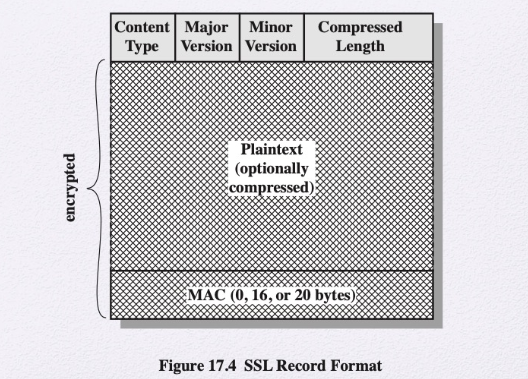 Content Type
Major Version
Minor Version
Compressed Length
encrypted
Plaintext
(optionally
compressed)
MAC (0, 16, or 20 bytes)
Figure 17.4 SSL Record Format